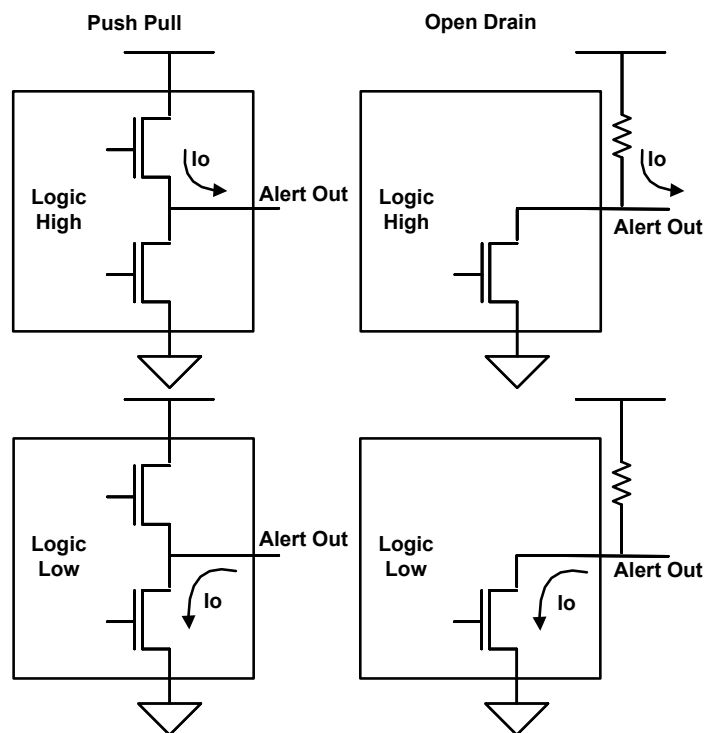 Push Pull
Open Drain
Io
Logic
High
Alert Out
Io
Logic
High
Alert Out
Logic
Low
Alert Out
Io
Logic
Low
Alert Out
Io